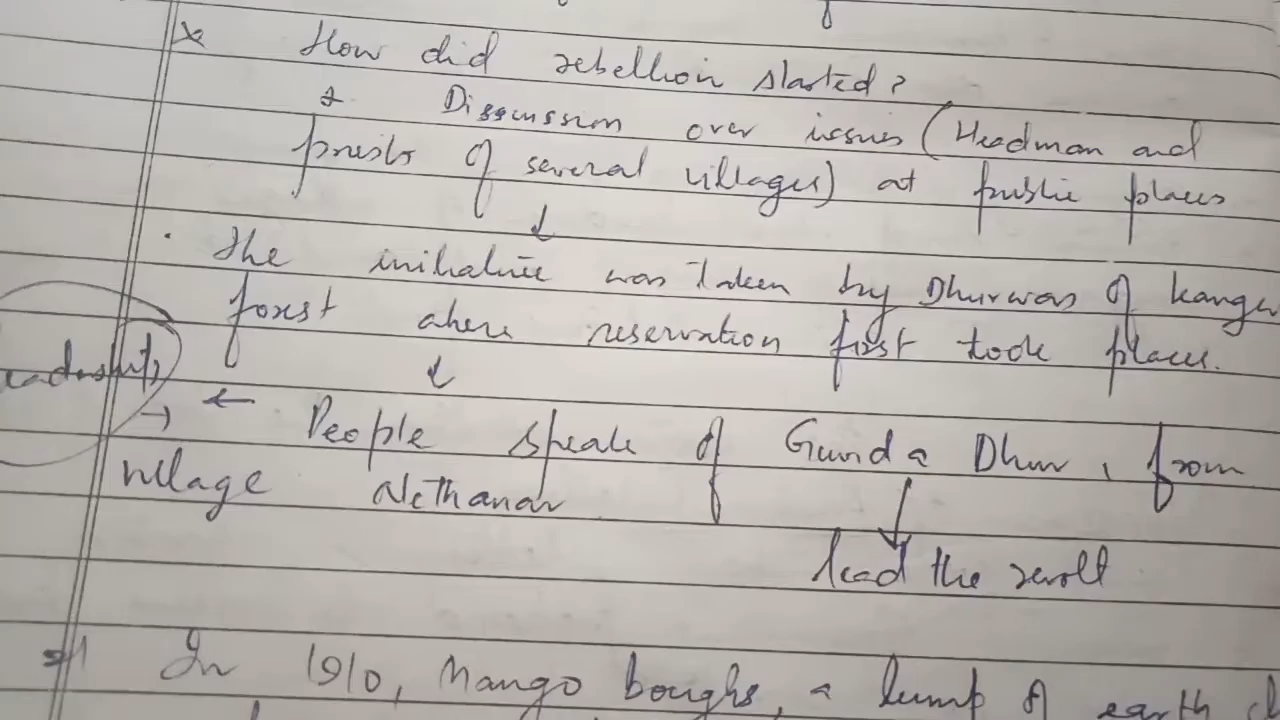 How did rebellion started?
Discussion over issues (Headman and
priests of several villages) at public places
↓
. The initiative was taken by Dhurwas of kanger
forest where reservation first took places.
↓
← People speak of Gunda Dhur, from
→
village Nethanar
lead the revolt
In 1910, Mango boughs, a lump of earth